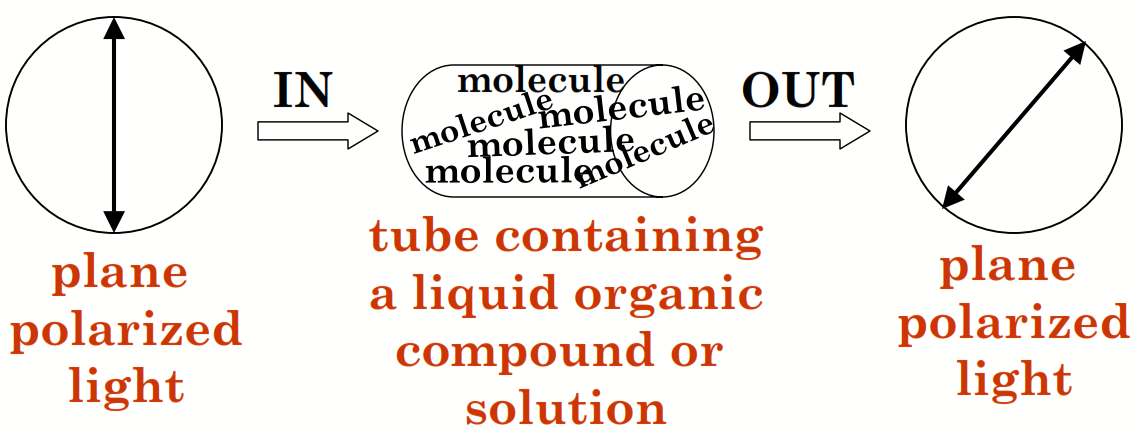 IN
molecule
molecule
molecule
molecule
molecule
molecule
OUT
plane
polarized
light
tube containing
a liquid organic
compound or
solution
plane
polarized
light